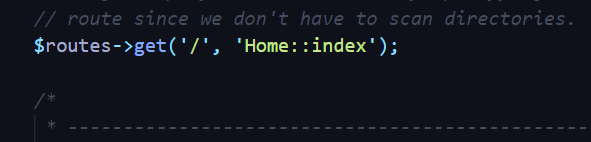 // route since we don't have to scan directories.
$routes->get('/', 'Home::index');
/*
* -----------------------------------------------